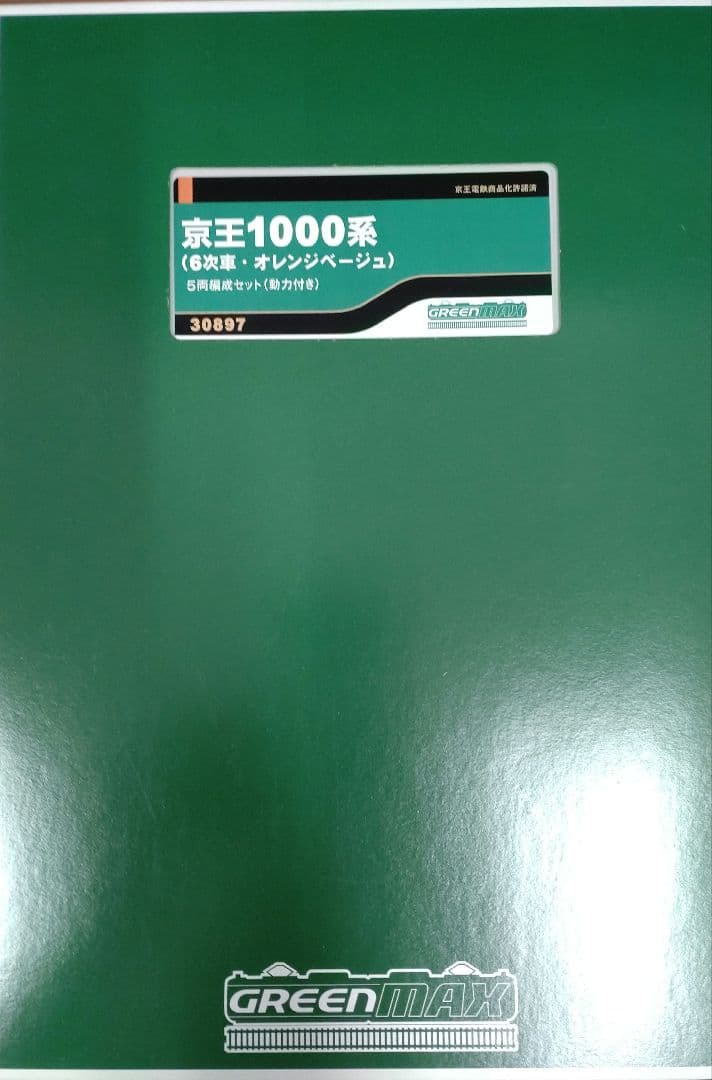 京王電鉄商品化許諾済
京王1000系
(6次車・オレンジベージュ)
5両編成セット(動力付き)
30897
GREENMAX
GREENMAX